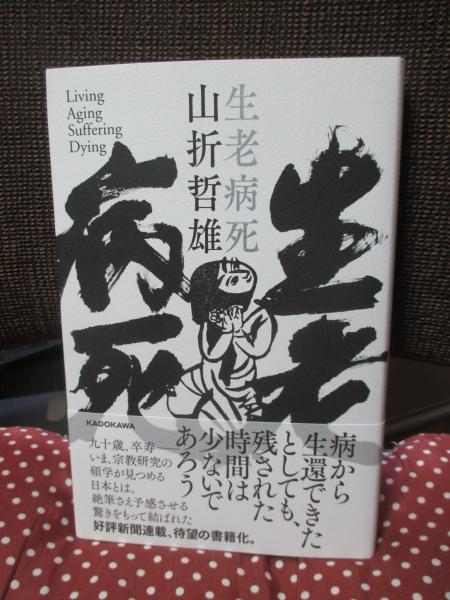 Living
Aging
Suffering
Dying
生老病死
山折哲雄
生老
病死
KADOKAWA
病から
生還できた
としても、
残された
時間は
少ないで
あろう
九十歳、卒寿――
いま、宗教研究の
碩学が見つめる
日本とは。
絶筆さえ予感させる
驚きをもって結ばれた
好評新聞連載、待望の書籍化。